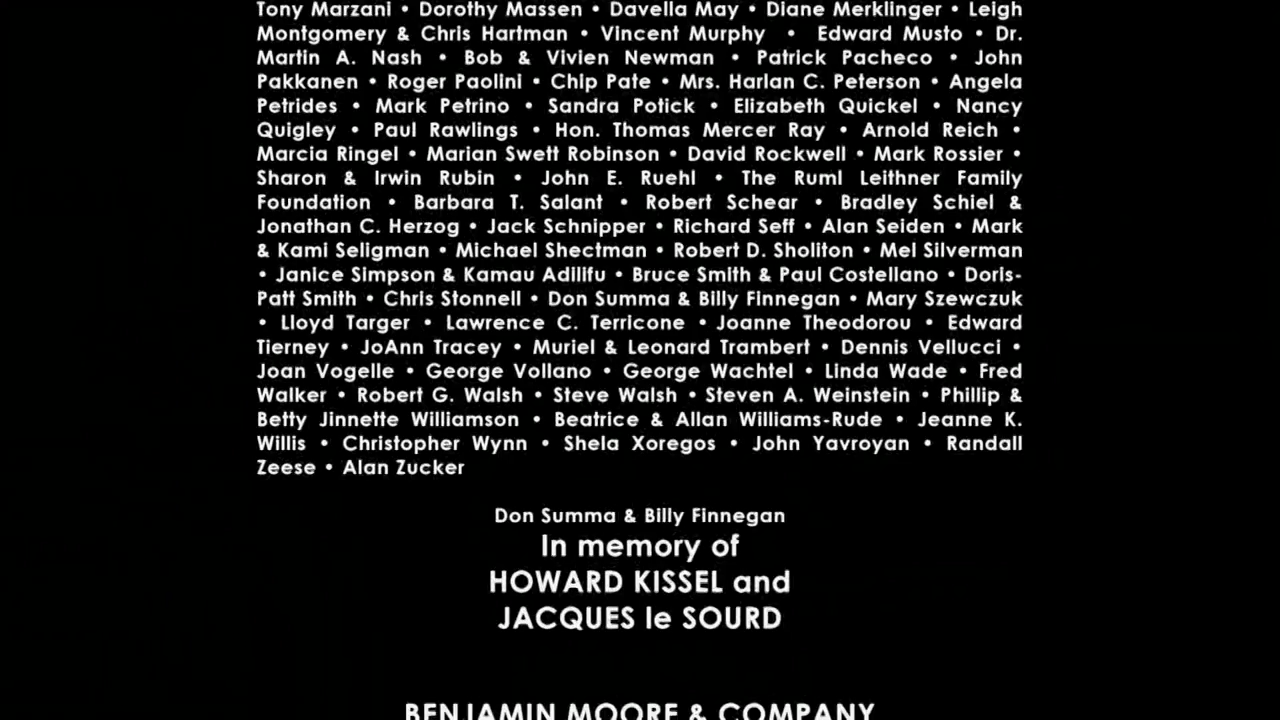 Tony Marzani • Dorothy Massen • Davella May • Diane Merklinger • Leigh
Montgomery & Chris Hartman • Vincent Murphy • Edward Musto • Dr.
Martin A. Nash • Bob & Vivien Newman • Patrick Pacheco • John
Pakkanen • Roger Paolini • Chip Pate • Mrs. Harlan C. Peterson • Angela
Petrides • Mark Petrino • Sandra Potick • Elizabeth Quickel • Nancy
Quigley • Paul Rawlings • Hon. Thomas Mercer Ray • Arnold Reich •
Marcia Ringel • Marian Swett Robinson • David Rockwell • Mark Rossier •
Sharon & Irwin Rubin • John E. Ruehl • The Ruml Leithner Family
Foundation • Barbara T. Salant • Robert Schear • Bradley Schiel &
Jonathan C. Herzog • Jack Schnipper • Richard Seff • Alan Seiden • Mark
& Kami Seligman • Michael Shectman • Robert D. Sholiton • Mel Silverman
• Janice Simpson & Kamau Adilifu • Bruce Smith & Paul Costellano • Doris-
Patt Smith • Chris Stonnell • Don Summa & Billy Finnegan • Mary Szewczuk
• Lloyd Targer • Lawrence C. Terricone • Joanne Theodorou • Edward
Tierney • JoAnn Tracey • Muriel & Leonard Trambert • Dennis Vellucci •
Joan Vogelle • George Vollano • George Wachtel • Linda Wade • Fred
Walker • Robert G. Walsh • Steve Walsh • Steven A. Weinstein • Phillip &
Betty Jinnette Williamson • Beatrice & Allan Williams-Rude • Jeanne K.
Willis • Christopher Wynn • Shela Xoregos • John Yavroyan • Randall
Zeese • Alan Zucker
Don Summa & Billy Finnegan
In memory of
HOWARD KISSEL and
JACQUES le SOURD
BENJAMIN MOORE & COMPANY